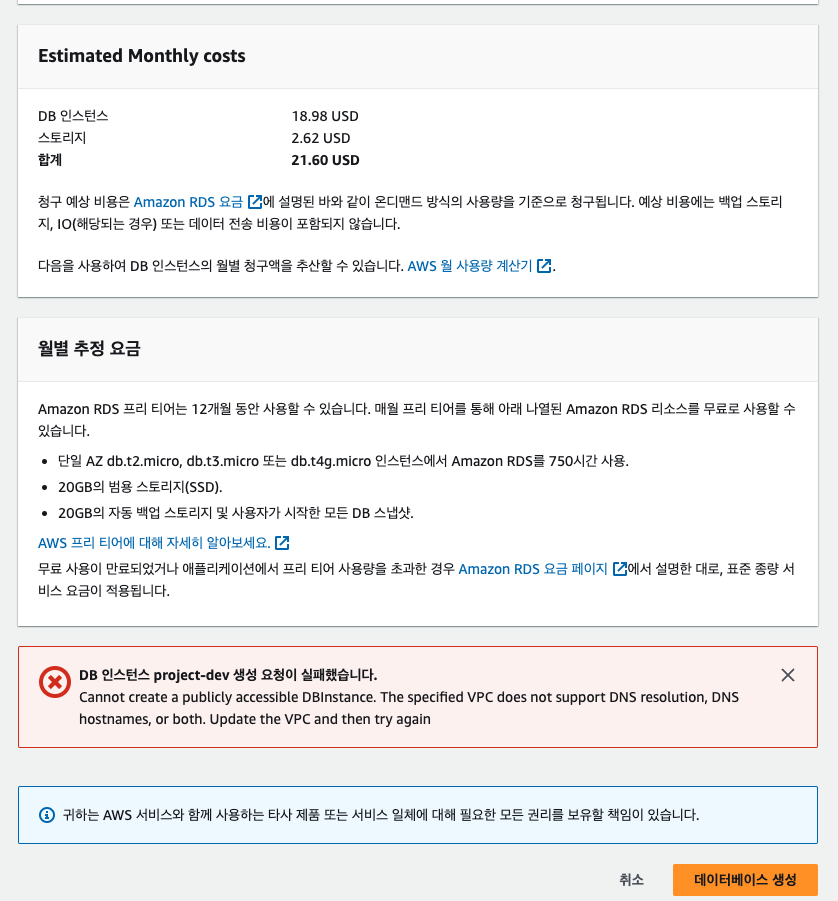 Estimated Monthly costs
DB 인스턴스 18.98 USD
스토리지 2.62 USD
합계 21.60 USD
청구 예상 비용은 Amazon RDS 요금 에 설명된 바와 같이 온디맨드 방식의 사용량을 기준으로 청구됩니다. 예상 비용에는 백업 스토리
지, IO(해당되는 경우) 또는 데이터 전송 비용이 포함되지 않습니다.
다음을 사용하여 DB 인스턴스의 월별 청구액을 추산할 수 있습니다. AWS 월 사용량 계산기 .
월별 추정 요금
Amazon RDS 프리 티어는 12개월 동안 사용할 수 있습니다. 매월 프리 티어를 통해 아래 나열된 Amazon RDS 리소스를 무료로 사용할 수
있습니다.
• 단일 AZ db.t2.micro, db.t3.micro 또는 db.t4g.micro 인스턴스에서 Amazon RDS를 750시간 사용.
• 20GB의 범용 스토리지(SSD).
• 20GB의 자동 백업 스토리지 및 사용자가 시작한 모든 DB 스냅샷.
AWS 프리 티어에 대해 자세히 알아보세요.
무료 사용이 만료되었거나 애플리케이션에서 프리 티어 사용량을 초과한 경우 Amazon RDS 요금 페이지 에서 설명한 대로, 표준 종량 서
비스 요금이 적용됩니다.
DB 인스턴스 project-dev 생성 요청이 실패했습니다.
Cannot create a publicly accessible DBInstance. The specified VPC does not support DNS resolution, DNS
hostnames, or both. Update the VPC and then try again
귀하는 AWS 서비스와 함께 사용하는 타사 제품 또는 서비스 일체에 대해 필요한 모든 권리를 보유할 책임이 있습니다.
취소 데이터베이스 생성